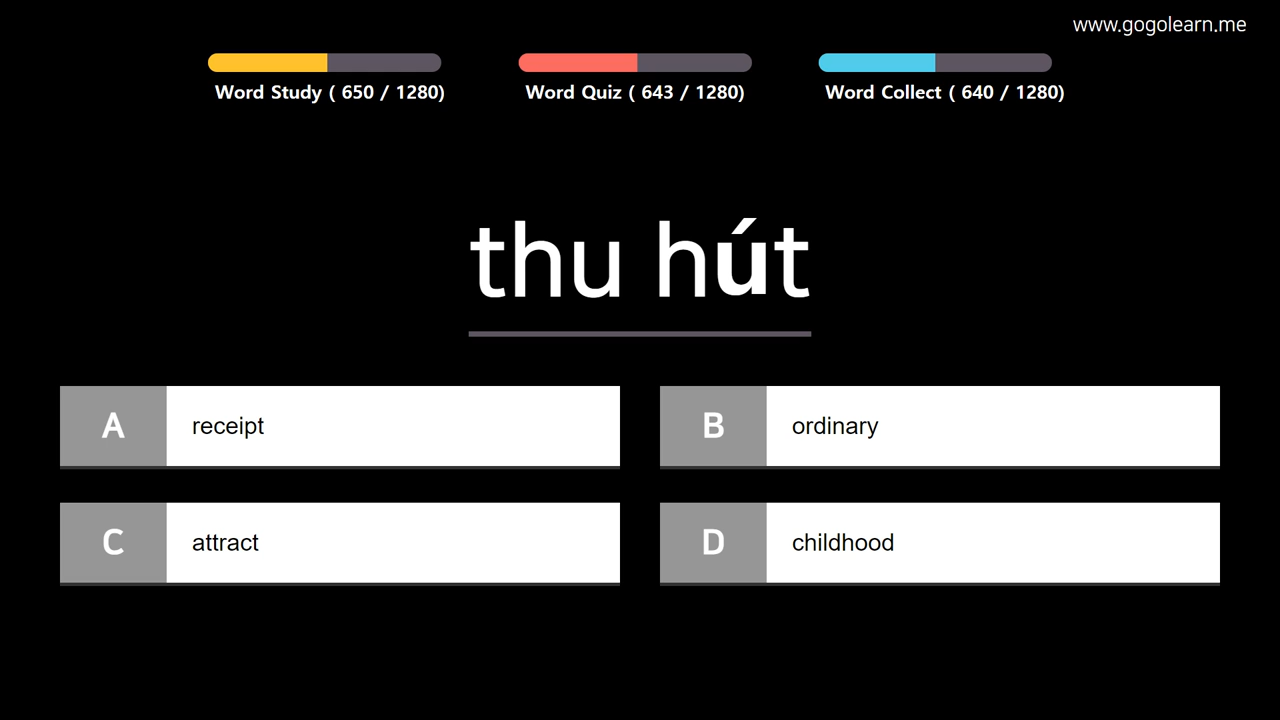 www.gogolearn.me
Word Study ( 650 / 1280)
Word Quiz ( 643 / 1280)
Word Collect ( 640 / 1280)
thu hút
A receipt
B ordinary
C attract
D childhood